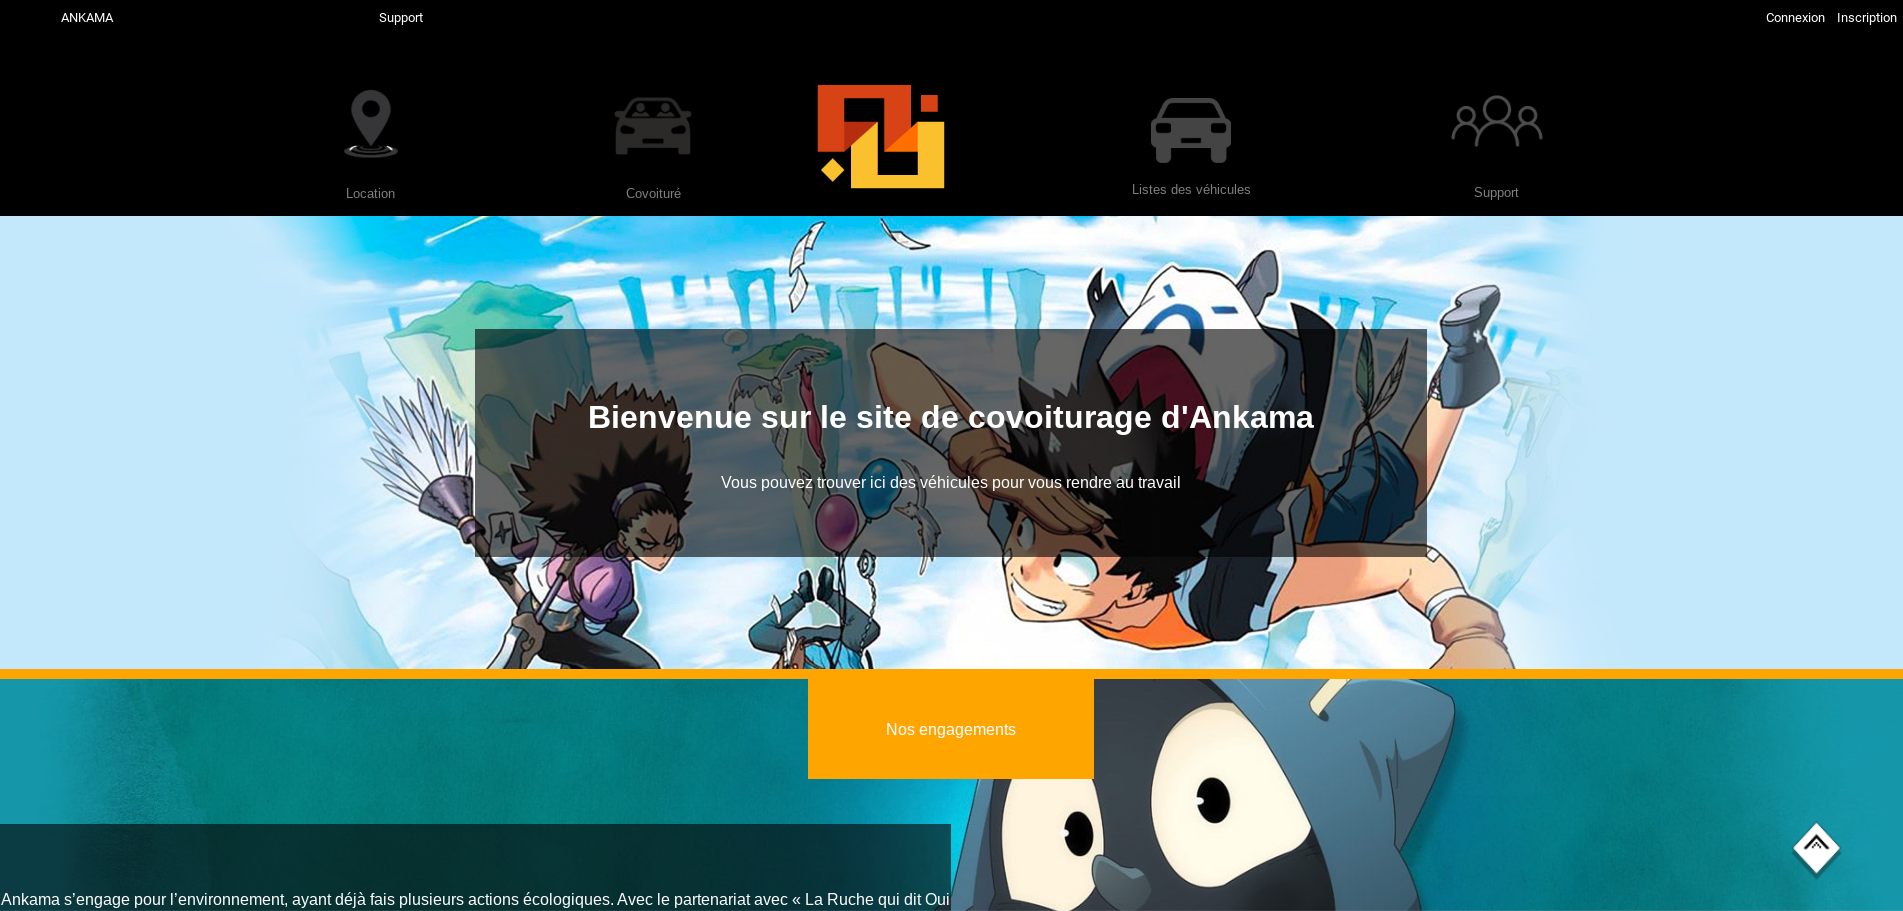 ANKAMA
Support
Connexion
Inscription
Location
Covoituré
Listes des véhicules
Support
Bienvenue sur le site de covoiturage d'Ankama
Vous pouvez trouver ici des véhicules pour vous rendre au travail
Nos engagements
Ankama s’engage pour l’environnement, ayant déjà fais plusieurs actions écologiques. Avec le partenariat avec « La Ruche qui dit Oui